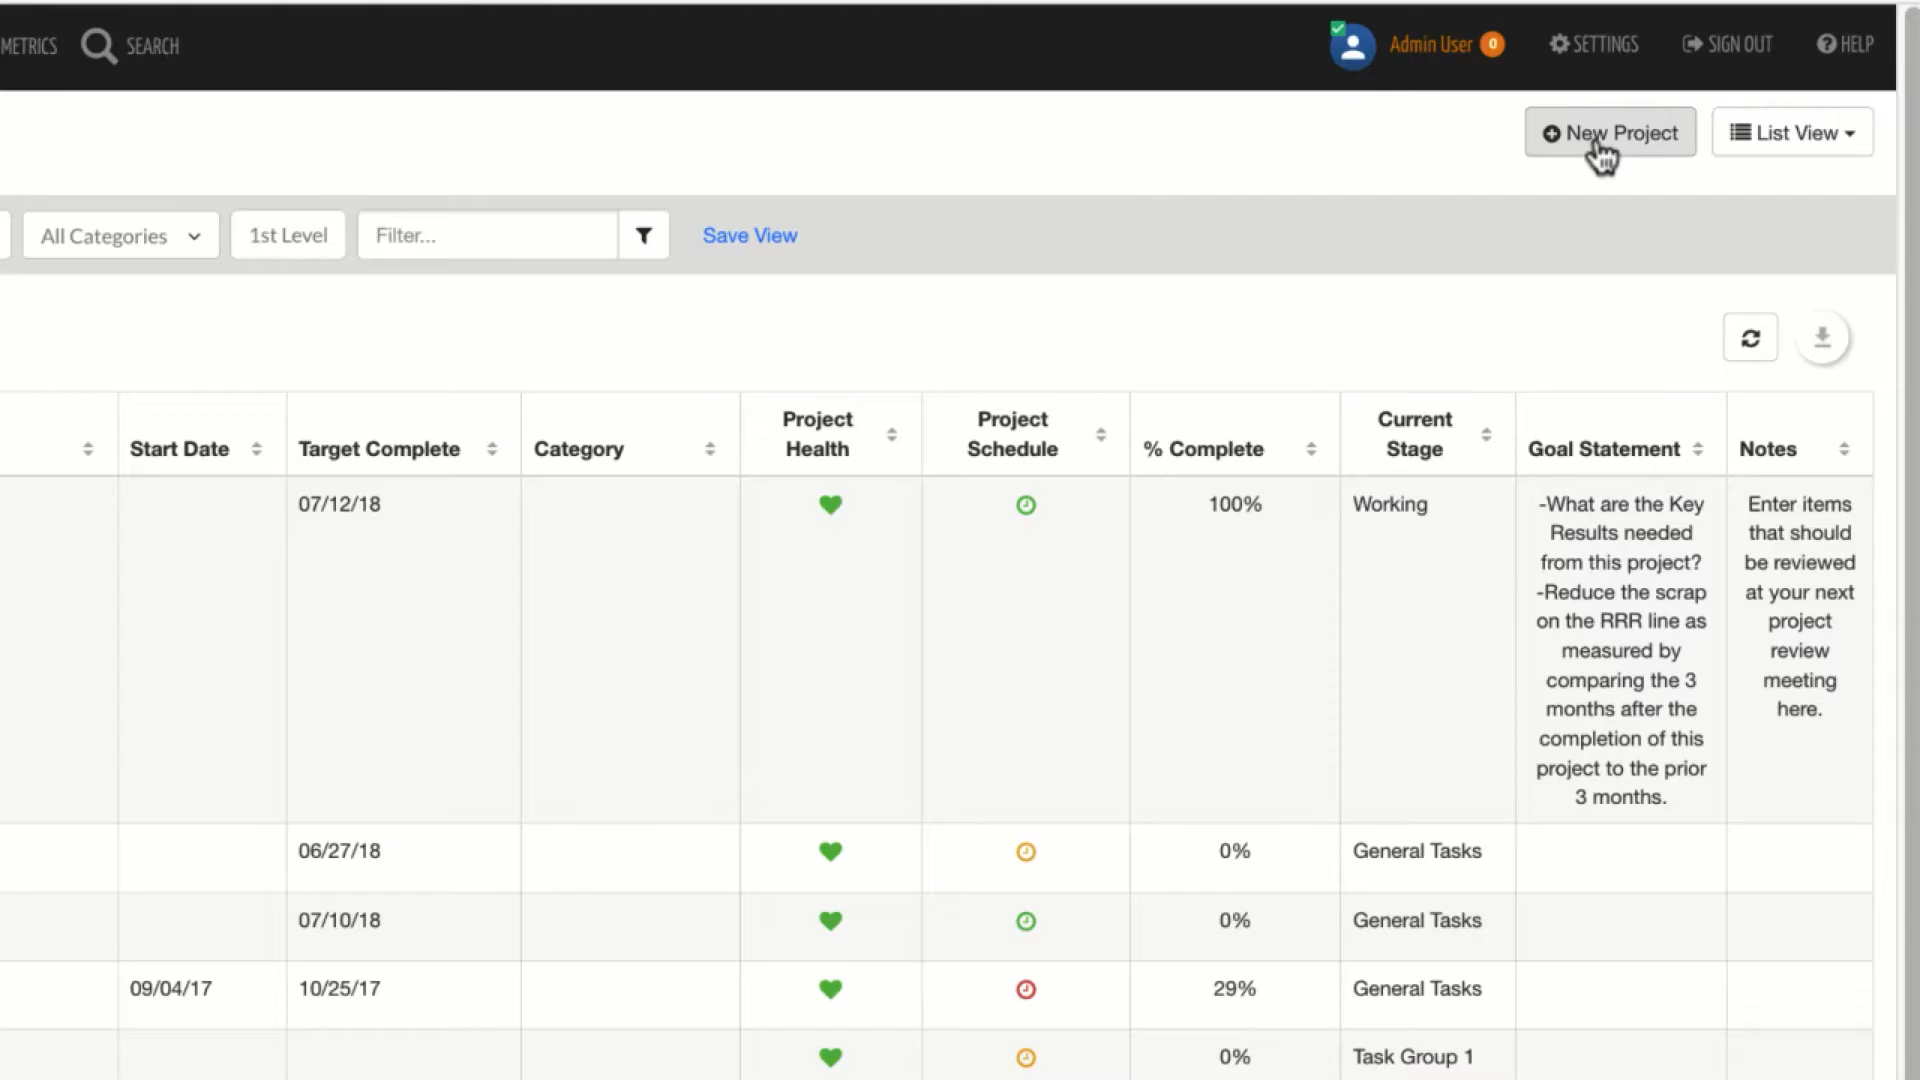 METRICS SEARCH Admin User 0 SETTINGS SIGN OUT HELP
New Project List View
All Categories 1st Level Filter... Save View
Start Date Target Complete Category Project Health Project Schedule % Complete Current Stage Goal Statement Notes
07/12/18 100% Working
-What are the Key
Results needed
from this project?
-Reduce the scrap
on the RRR line as
measured by
comparing the 3
months after the
completion of this
project to the prior
3 months.
Enter items
that should
be reviewed
at your next
project
review
meeting
here.
06/27/18 0% General Tasks
07/10/18 0% General Tasks
09/04/17 10/25/17 29% General Tasks
0% Task Group 1